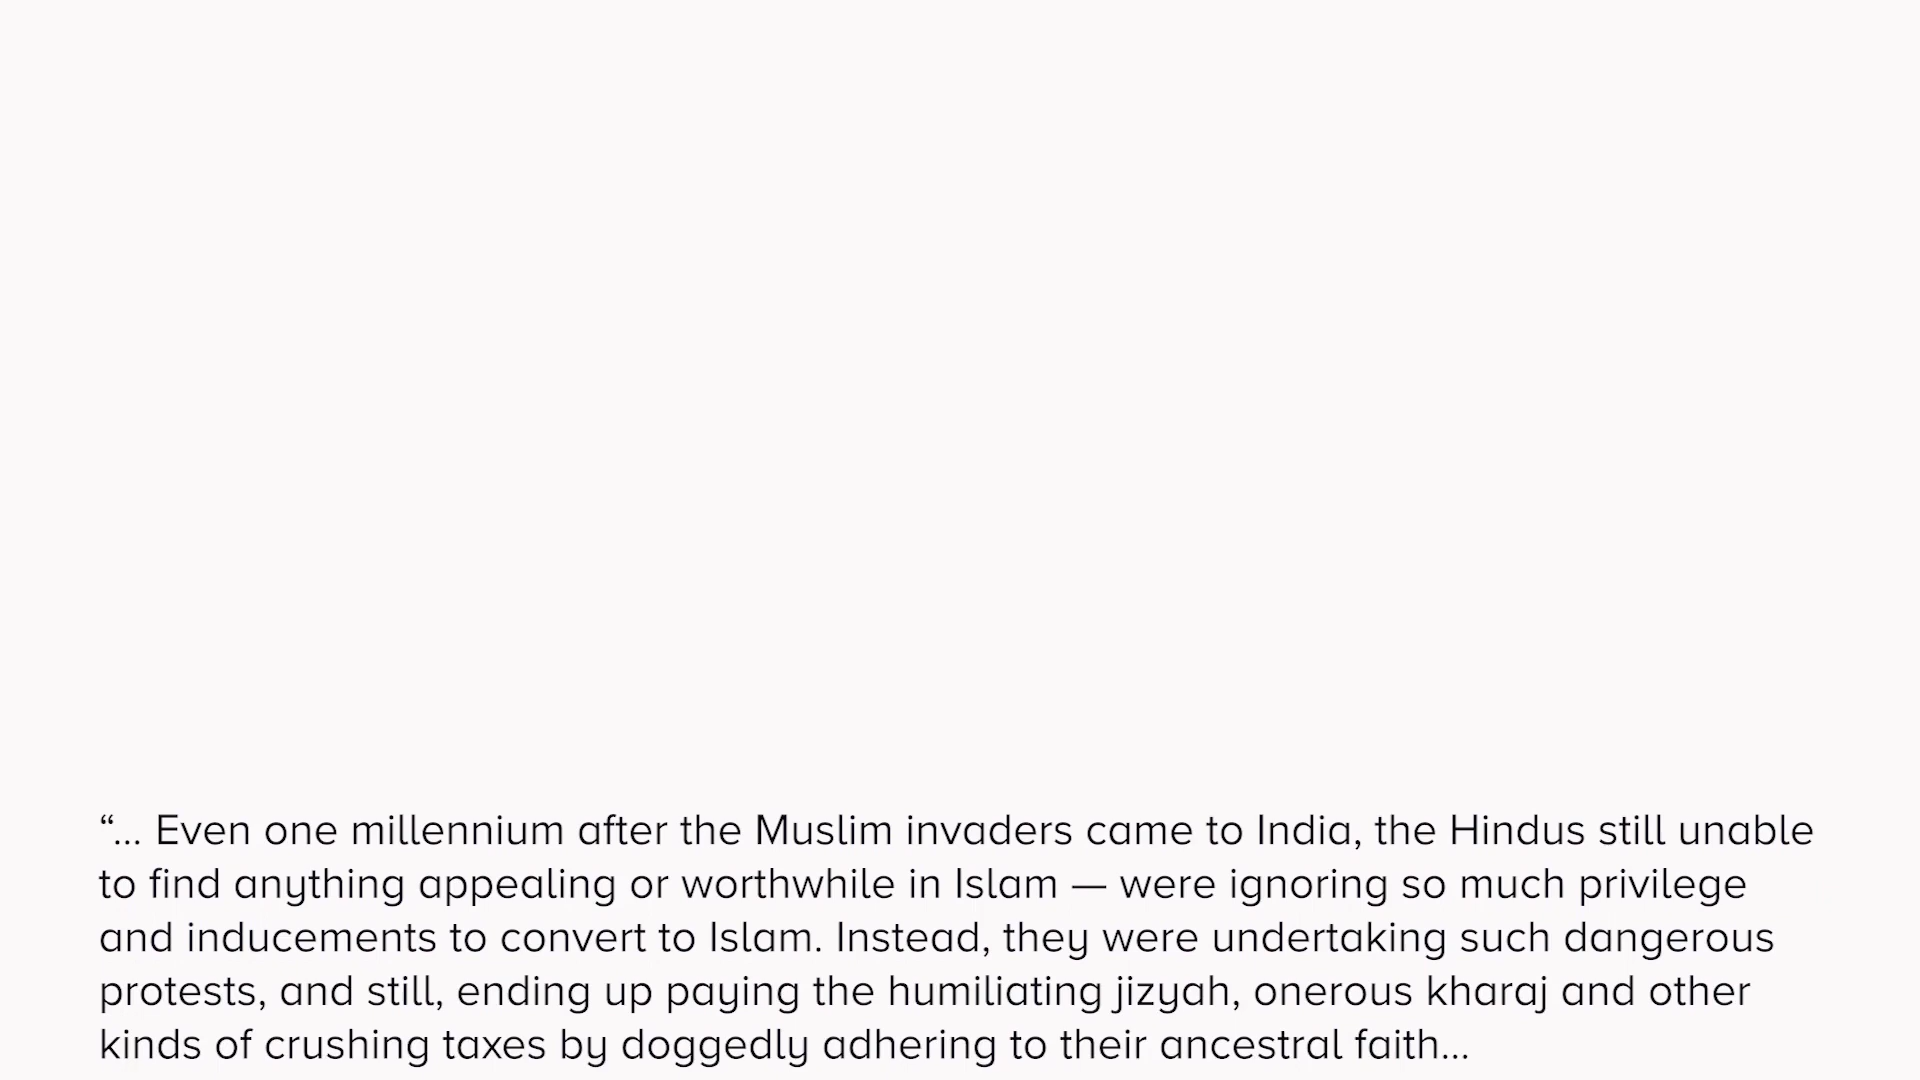 “... Even one millennium after the Muslim invaders came to India, the Hindus still unable
to find anything appealing or worthwhile in Islam — were ignoring so much privilege
and inducements to convert to Islam. Instead, they were undertaking such dangerous
protests, and still, ending up paying the humiliating jizyah, onerous kharaj and other
kinds of crushing taxes by doggedly adhering to their ancestral faith...